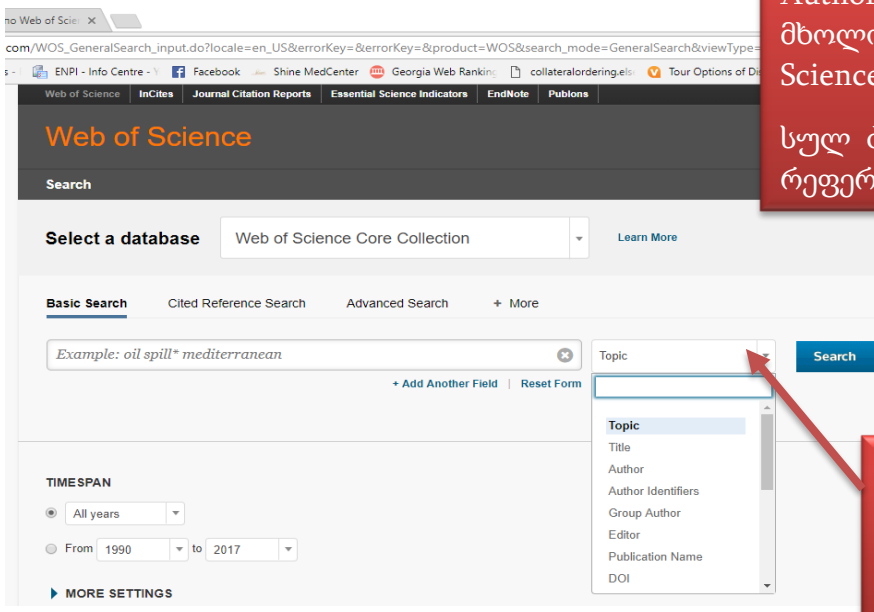 no Web of Scie
com/WOS_GeneralSearch_input.do?locale=en_US&errorKey=&errorKey=&product=WOS&search_mode=GeneralSearch&viewType=
ENPI - Info Centre - Facebook Shine MedCenter Georgia Web Ranking collateralordering.els Tour Options of Di
Web of Science InCites Journal Citation Reports Essential Science Indicators EndNote Publons
მხოლო
Science
სულ
რეფერ
Web of Science
Search
Select a database Web of Science Core Collection Learn More
Basic Search Cited Reference Search Advanced Search + More
Example: oil spill* mediterranean Topic Search
+ Add Another Field | Reset Form
Topic
Title
Author
Author Identifiers
Group Author
Editor
Publication Name
DOI
TIMESPAN
All years
From 1990 to 2017
MORE SETTINGS